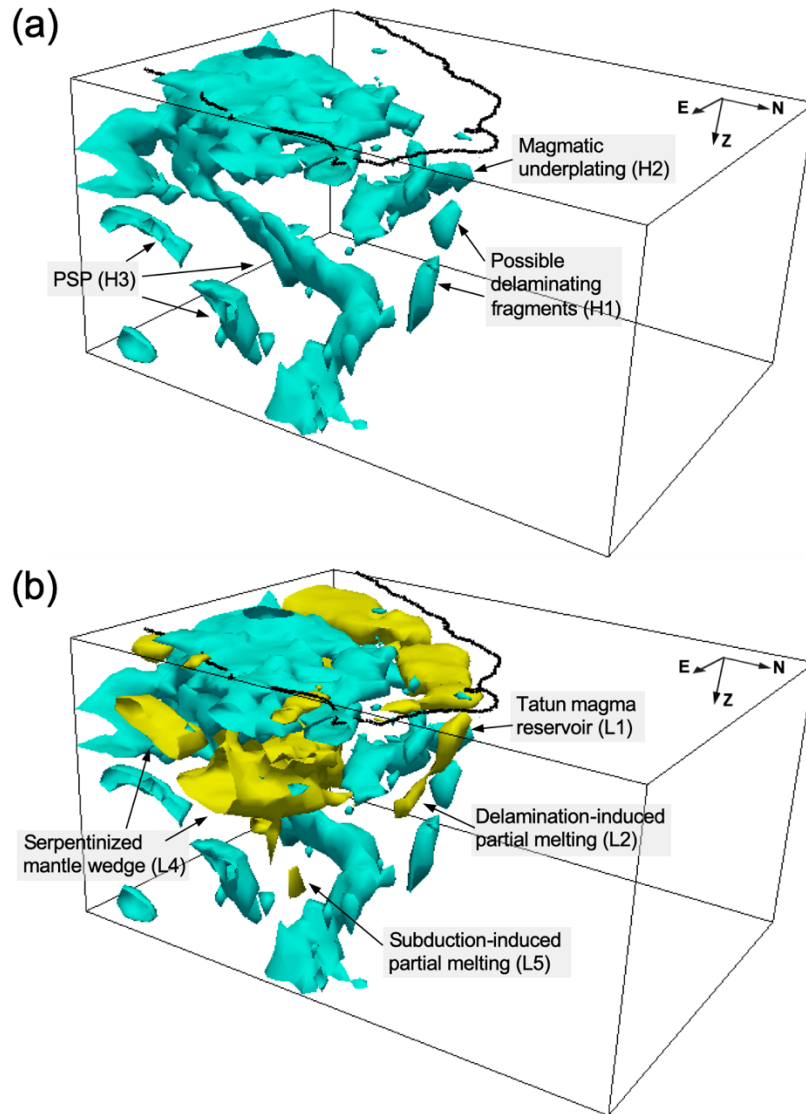 (a)
E
N
Z
Magmatic
underplating (H2)
Possible
delaminating
fragments (H1)
PSP (H3)
(b)
E
N
Z
Tatun magma
reservoir (L1)
Delamination-induced
partial melting (L2)
Serpentinized
mantle wedge (L4)
Subduction-induced
partial melting (L5)